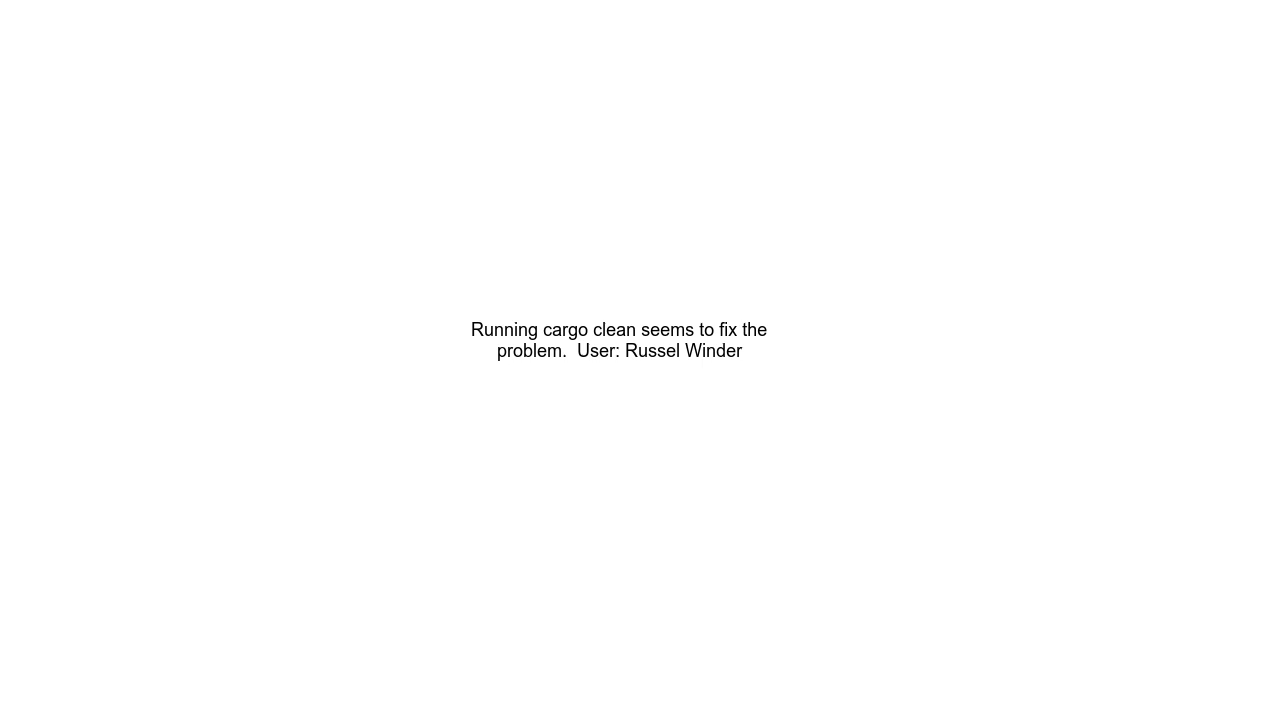 Running cargo clean seems to fix the
problem.  User: Russel Winder